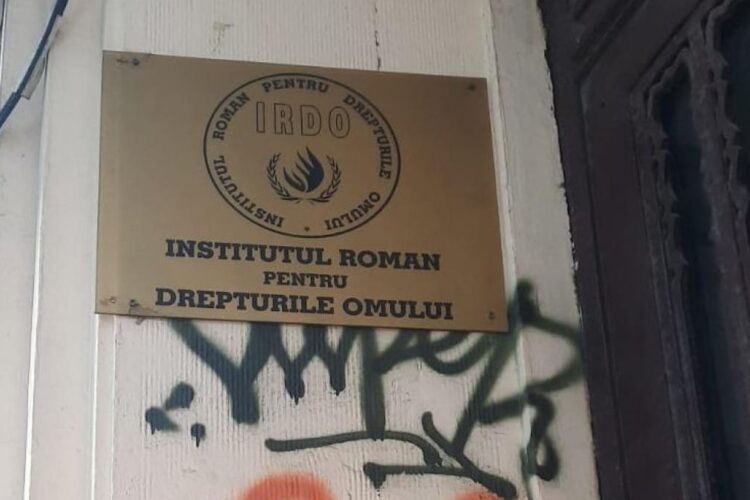 INSTITUTUL ROMAN PENTRU DREPTURILE OMULUI
IRDO
INSTITUTUL ROMAN
PENTRU
DREPTURILE OMULUI